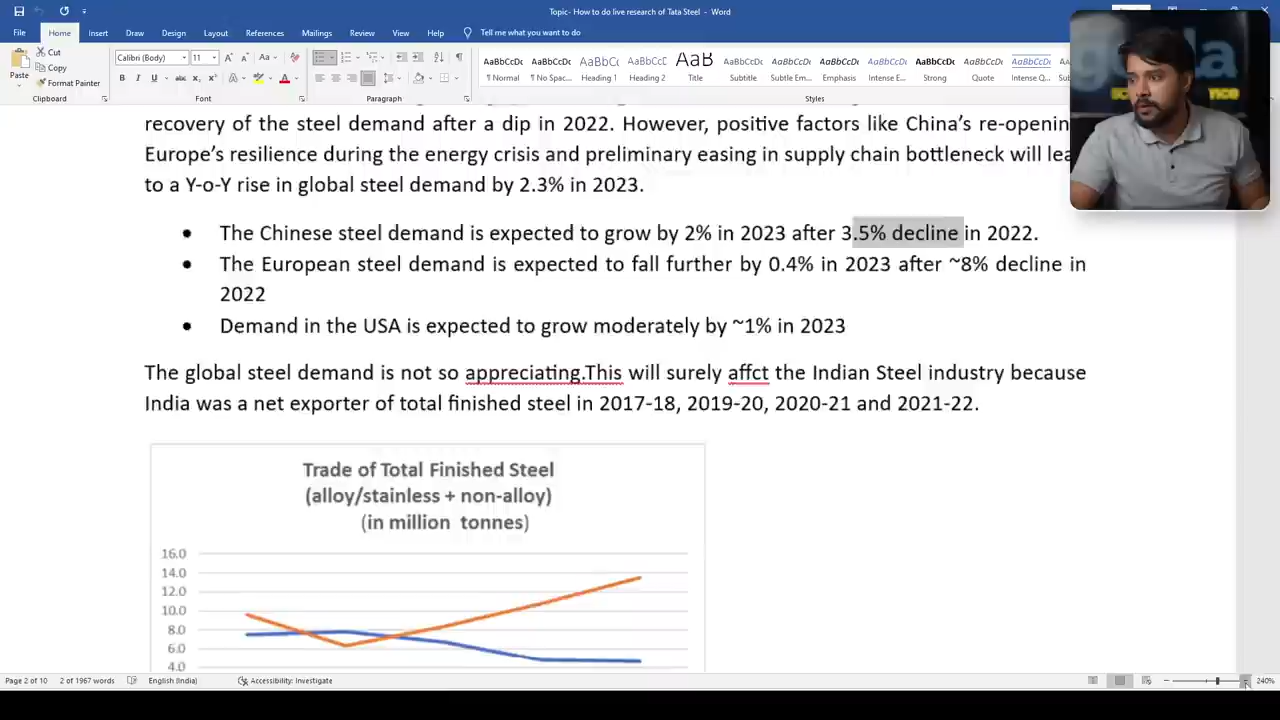 Topic- How to do live research of Tata Steel - Word
File Home Insert Draw Design Layout References Mailings Review View Help Tell me what you want to do
Paste
Cut
Copy
Format Painter
Clipboard
Calibri (Body) 11
Font
Paragraph
AaBbCcDc ¶ Normal
AaBbCcDc ¶ No Spac...
AaBbCc Heading 1
AaBbCcD Heading 2
AaB Title
AaBbCcD Subtitle
AaBbCcDc Subtle Em...
AaBbCcDc Emphasis
AaBbCcDc Intense E...
AaBbCcDc Strong
AaBbCcDc Quote
AaBbCcDc Intense Q...
Styles
recovery of the steel demand after a dip in 2022. However, positive factors like China's re-openin
Europe's resilience during the energy crisis and preliminary easing in supply chain bottleneck will lea
to a Y-o-Y rise in global steel demand by 2.3% in 2023.
• The Chinese steel demand is expected to grow by 2% in 2023 after 3.5% decline in 2022.
• The European steel demand is expected to fall further by 0.4% in 2023 after ~8% decline in
2022
• Demand in the USA is expected to grow moderately by ~1% in 2023
The global steel demand is not so appreciating.This will surely affct the Indian Steel industry because
India was a net exporter of total finished steel in 2017-18, 2019-20, 2020-21 and 2021-22.
Trade of Total Finished Steel
(alloy/stainless + non-alloy)
(in million tonnes)
16.0
14.0
12.0
10.0
8.0
6.0
4.0
Page 2 of 10 2 of 1967 words English (India) Accessibility: Investigate 240%